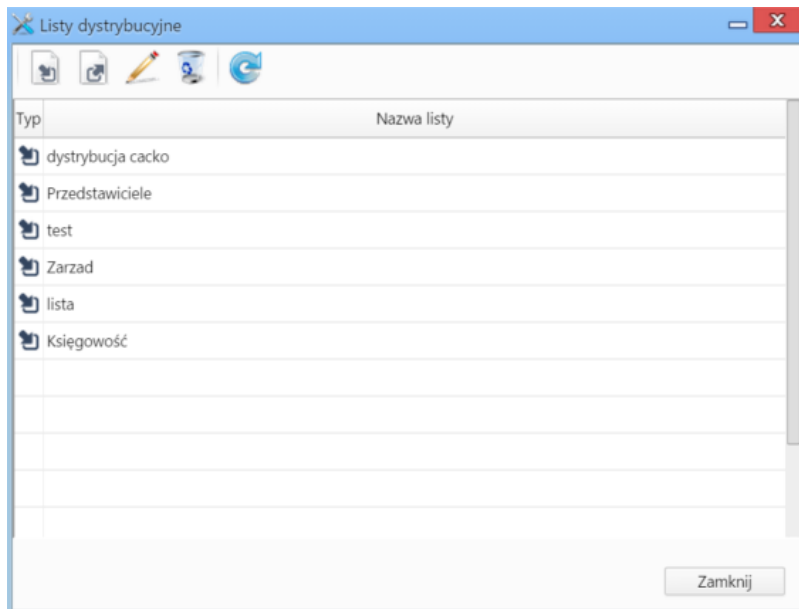 Listy dystrybucyjne
Typ Nazwa listy
dystrybucja cacko
Przedstawiciele
test
Zarzad
lista
Księgowość
Zamknij